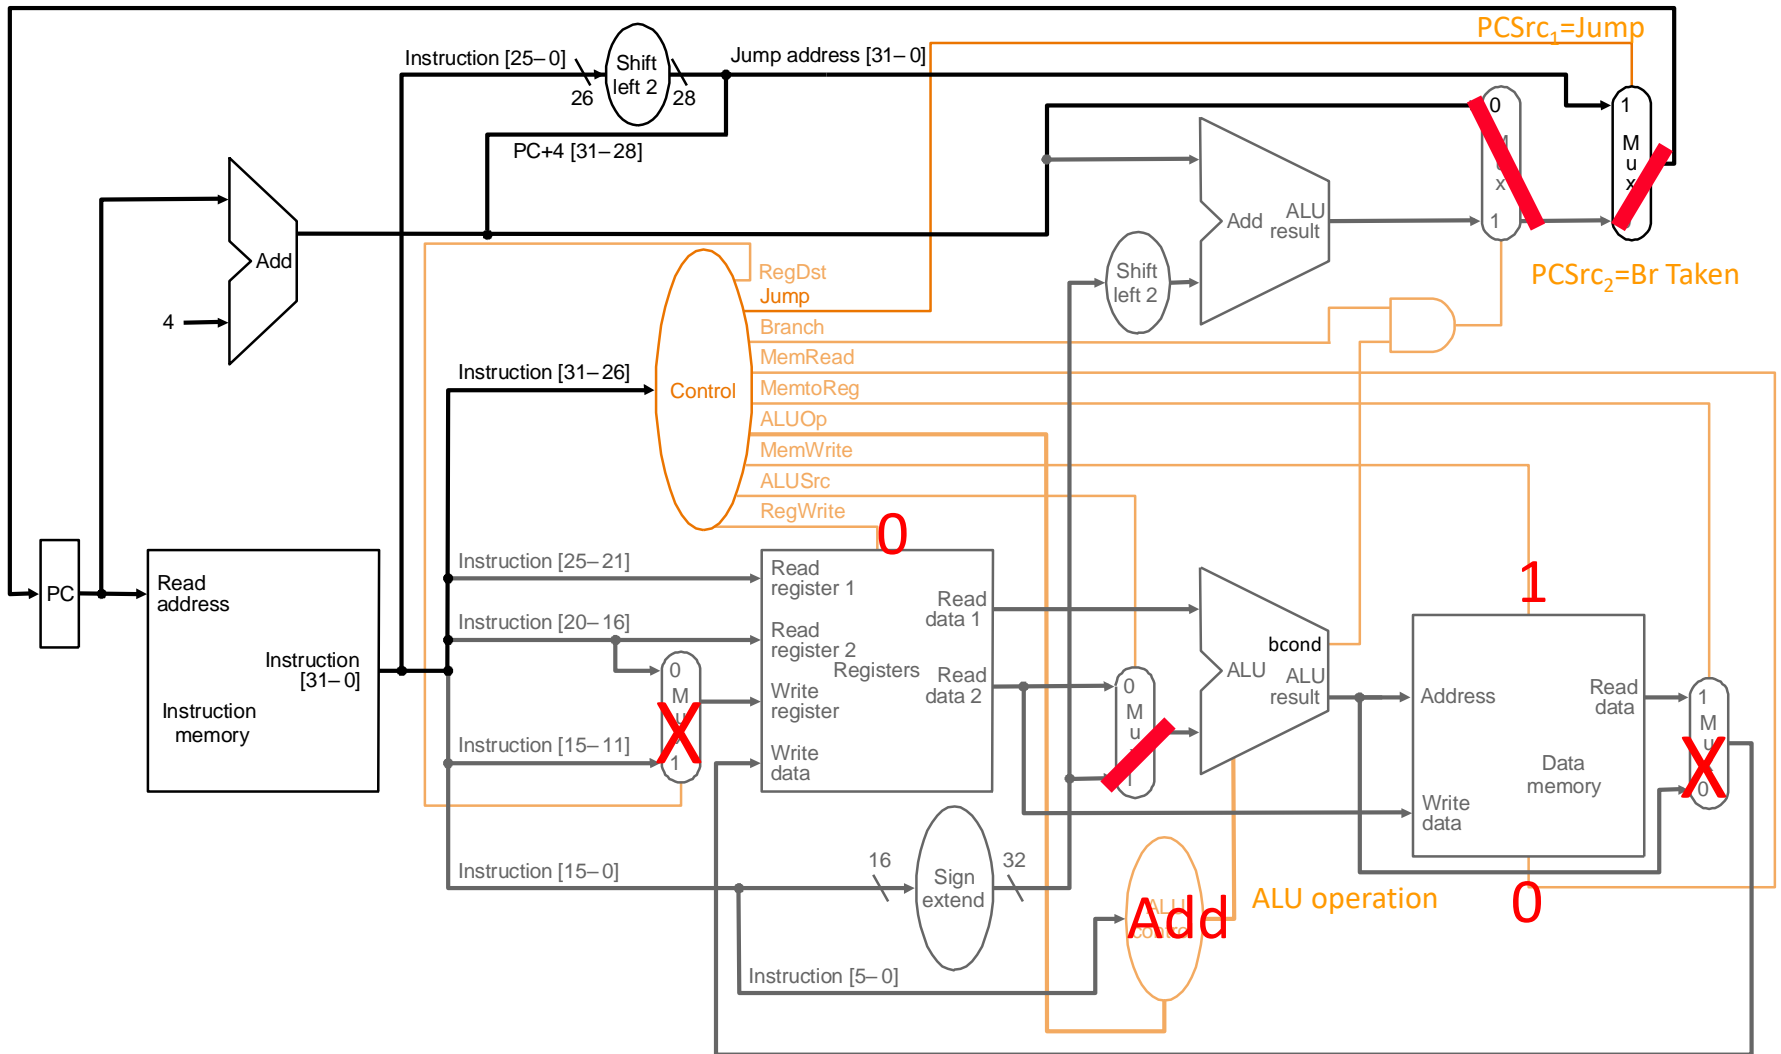 PCSrc1=Jump
Instruction [25–0]
Shift
left 2
Jump address [31–0]
26
28
PC+4 [31–28]
0
1
M
u
x
1
M
u
x
Add
ALU
result
Add
4
Shift
left 2
PCSrc2=Br Taken
RegDst
Jump
Branch
MemRead
MemtoReg
ALUOp
MemWrite
ALUSrc
RegWrite
Control
Instruction [31–26]
0
1
PC
Read
address
Instruction
[31–0]
Instruction
memory
Instruction [25–21]
Instruction [20–16]
Instruction [15–11]
Instruction [15–0]
Instruction [5–0]
0
M
X
1
Read
register 1
Read
register 2
Registers
Write
register
Write
data
Read
data 1
Read
data 2
0
M
u
bcond
ALU
ALU
result
Address
Read
data
Data
memory
Write
data
1
M
u
X
0
16
32
Sign
extend
ALU
control
Add
ALU operation
0